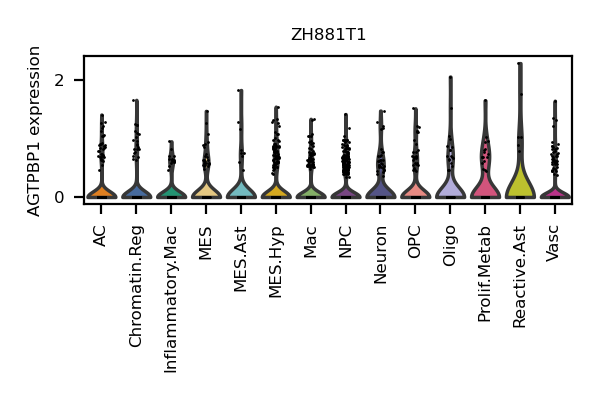 ZH881T1
AGTPBP1 expression
2
0
AC
Chromatin.Reg
Inflammatory.Mac
MES
MES.Ast
MES.Hyp
Mac
NPC
Neuron
OPC
Oligo
Prolif.Metab
Reactive.Ast
Vasc